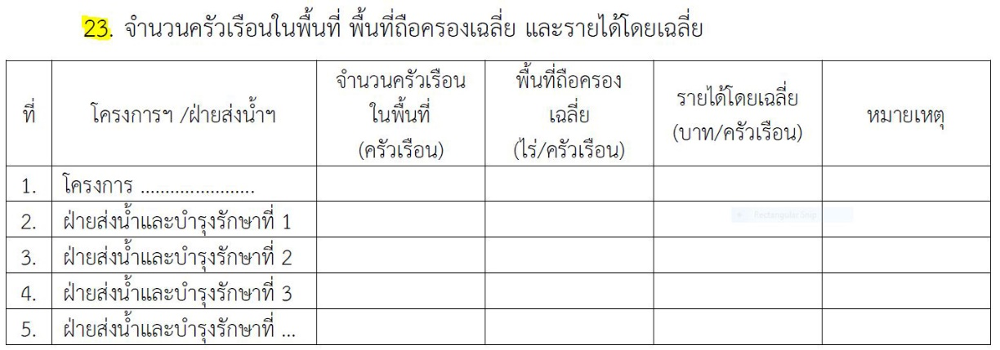 23. จำนวนครัวเรือนในพื้นที่ พื้นที่ถือครองเฉลี่ย และรายได้โดยเฉลี่ย
ที่ โครงการฯ /ฝ่ายส่งน้ำฯ จำนวนครัวเรือน
ในพื้นที่
(ครัวเรือน) พื้นที่ถือครอง
เฉลี่ย
(ไร่/ครัวเรือน) รายได้โดยเฉลี่ย
(บาท/ครัวเรือน) หมายเหตุ
1. โครงการ .......................
2. ฝ่ายส่งน้ำและบำรุงรักษาที่ 1
Rectangular Snip
3. ฝ่ายส่งน้ำและบำรุงรักษาที่ 2
4. ฝ่ายส่งน้ำและบำรุงรักษาที่ 3
5. ฝ่ายส่งน้ำและบำรุงรักษาที่ ...